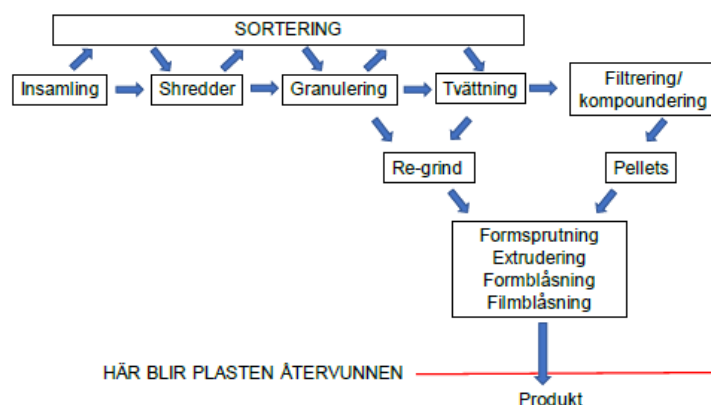 SORTERING
Insamling
Shredder
Granulering
Tvättning
Filtrering/
kompoundering
Re-grind
Pellets
Formsprutning
Extrudering
Formblåsning
Filmblåsning
HÄR BLIR PLASTEN ÅTERVUNNEN
Produkt